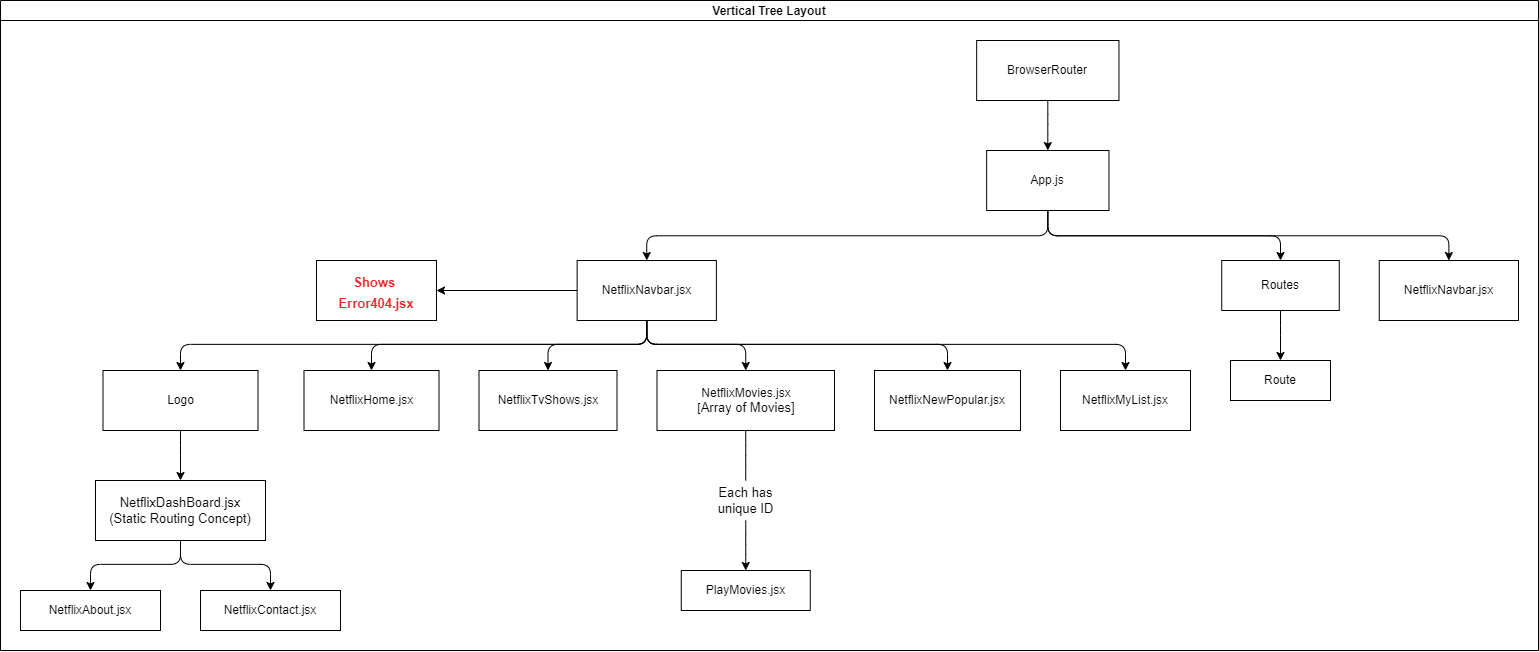 Vertical Tree Layout
BrowserRouter
App.js
Shows
Error404.jsx
NetflixNavbar.jsx
Routes
NetflixNavbar.jsx
Route
Logo
NetflixHome.jsx
NetflixTvShows.jsx
NetflixMovies.jsx
[Array of Movies]
NetflixNewPopular.jsx
NetflixMyList.jsx
NetflixDashBoard.jsx
(Static Routing Concept)
Each has
unique ID
NetflixAbout.jsx
NetflixContact.jsx
PlayMovies.jsx